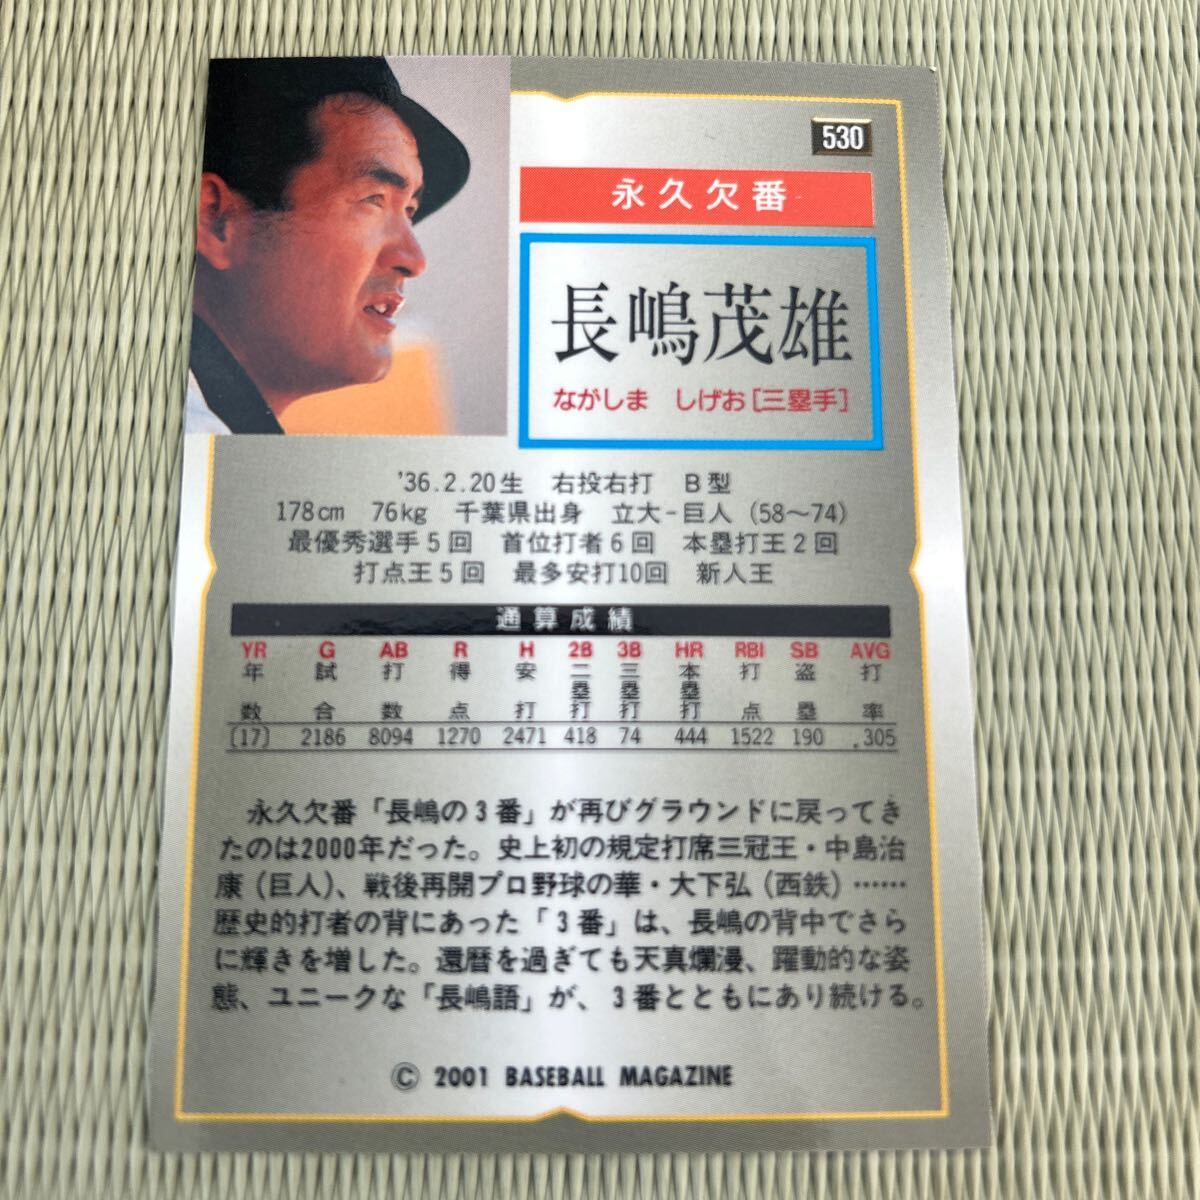 530
永久欠番
長嶋茂雄
ながしま しげお[三塁手]
'36.2.20生 右投右打 B型
178cm 76kg 千葉県出身 立大-巨人(58〜74)
最優秀選手5回 首位打者6回 本塁打王2回
打点王5回 最多安打10回 新人王
通算成績
YR G AB R H 2B 3B HR RBI SB AVG
年数 試合 打数 得点 安打 二塁打 三塁打 本塁打 打点 盗塁 打率
(17) 2186 8094 1270 2471 418 74 444 1522 190 .305
永久欠番「長嶋の3番」が再びグラウンドに戻ってき
たのは2000年だった。史上初の規定打席三冠王・中島治
康(巨人)、戦後再開プロ野球の華・大下弘(西鉄)……
歴史的打者の背にあった「3番」は、長嶋の背中でさら
に輝きを増した。還暦を過ぎても天真爛漫、躍動的な姿
態、ユニークな「長嶋語」が、3番とともにあり続ける。
© 2001 BASEBALL MAGAZINE